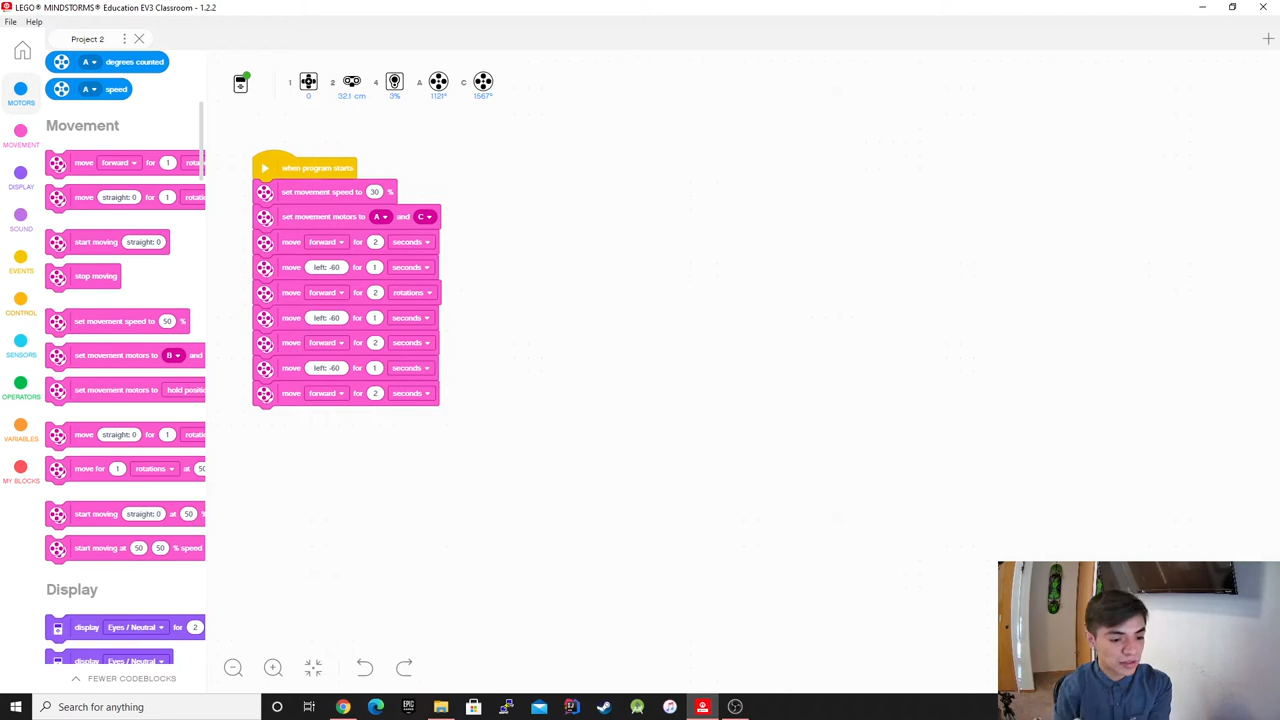 LEGO® MINDSTORMS® Education EV3 Classroom - 1.2.2
File Help
Project 2
A degrees counted
A speed
MOTORS
MOVEMENT
DISPLAY
SOUND
EVENTS
CONTROL
SENSORS
OPERATORS
VARIABLES
MY BLOCKS
Movement
move forward for 1
move straight: 0 for 1
start moving straight: 0
stop moving
set movement speed to 50 %
set movement motors to B and
set movement motors to hold
move straight: 0 for 1
move for 1 rotations at
start moving straight: 0 at 50
start moving at 50 50 % speed
Display
display Eyes / Neutral for 2
display Eyes / Neutral
FEWER CODEBLOCKS
1 2 4 A C
0 32.1 cm 3% 1121° 1567°
when program starts
set movement speed to 30 %
set movement motors to A and C
move forward for 2 seconds
move left: -60 for 1 seconds
move forward for 2 rotations
move left: -60 for 1 seconds
move forward for 2 seconds
move left: -60 for 1 seconds
move forward for 2 seconds
Search for anything
EPIC